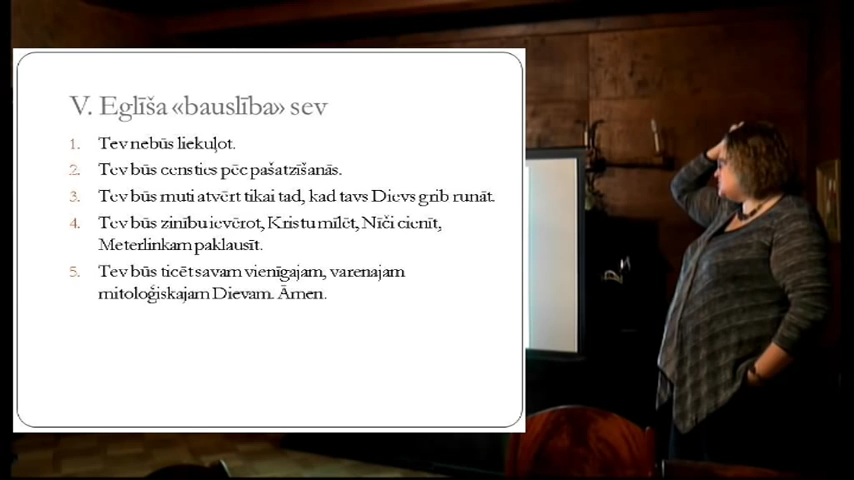 V. Eglīša «bauslība» sev
1. Tev nebūs liekuļot.
2. Tev būs censties pēc pašatzīšanās.
3. Tev būs muti atvērt tikai tad, kad tavs Dievs grib runāt.
4. Tev būs zinību ievērot, Kristu mīlēt, Nīči cienīt,
Meterlinkam paklausīt.
5. Tev būs ticēt savam vienīgajam, varenajam
mitoloģiskajam Dievam. Āmen.